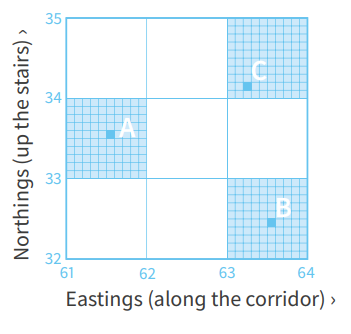 Northings (up the stairs) ›
35
34
33
32
C
A
B
61 62 63 64
Eastings (along the corridor) ›